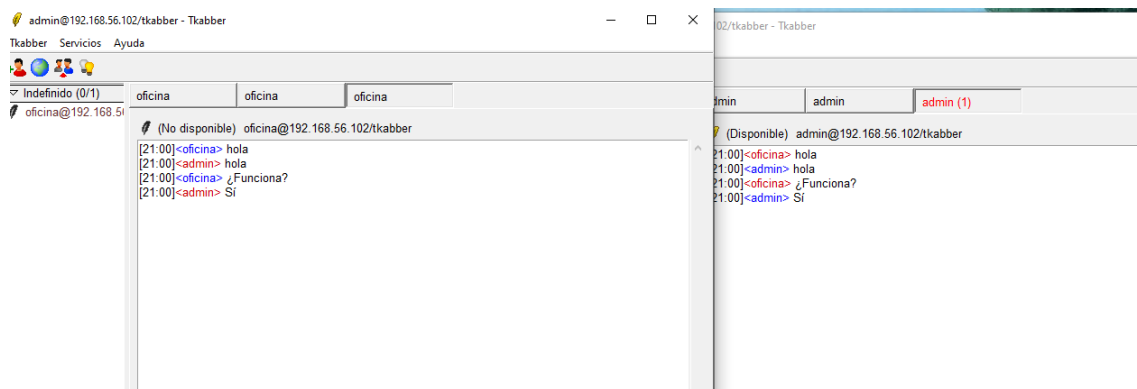 admin@192.168.56.102/tkabber - Tkabber
Tkabber Servicios Ayuda
Indefinido (0/1)
oficina@192.168.5
oficina oficina oficina
(No disponible) oficina@192.168.56.102/tkabber
[21:00]<oficina> hola
[21:00]<admin> hola
[21:00]<oficina> ¿Funciona?
[21:00]<admin> Sí
02/tkabber - Tkabber
dmin admin admin (1)
(Disponible) admin@192.168.56.102/tkabber
21:00]<oficina> hola
21:00]<admin> hola
21:00]<oficina> ¿Funciona?
21:00]<admin> Sí